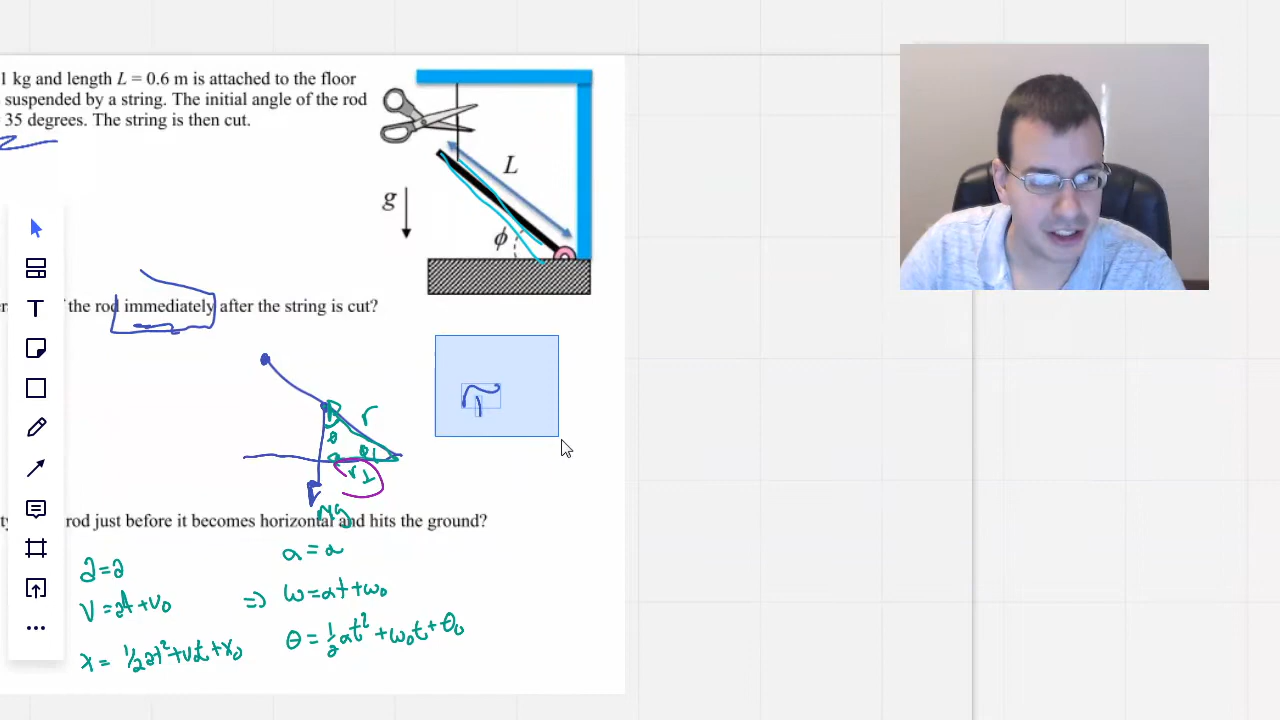 1 kg and length L = 0.6 m is attached to the floor
suspended by a string. The initial angle of the rod
35 degrees. The string is then cut.
L
g
ϕ
the rod immediately after the string is cut?
r
θ
θ
r⊥
Mg
rod just before it becomes horizontal and hits the ground?
a=a
v=at+v₀
x= ½at²+v₀t+x₀
=>
α=α
ω=αt+ω₀
θ=½αt²+ω₀t+θ₀
T
...